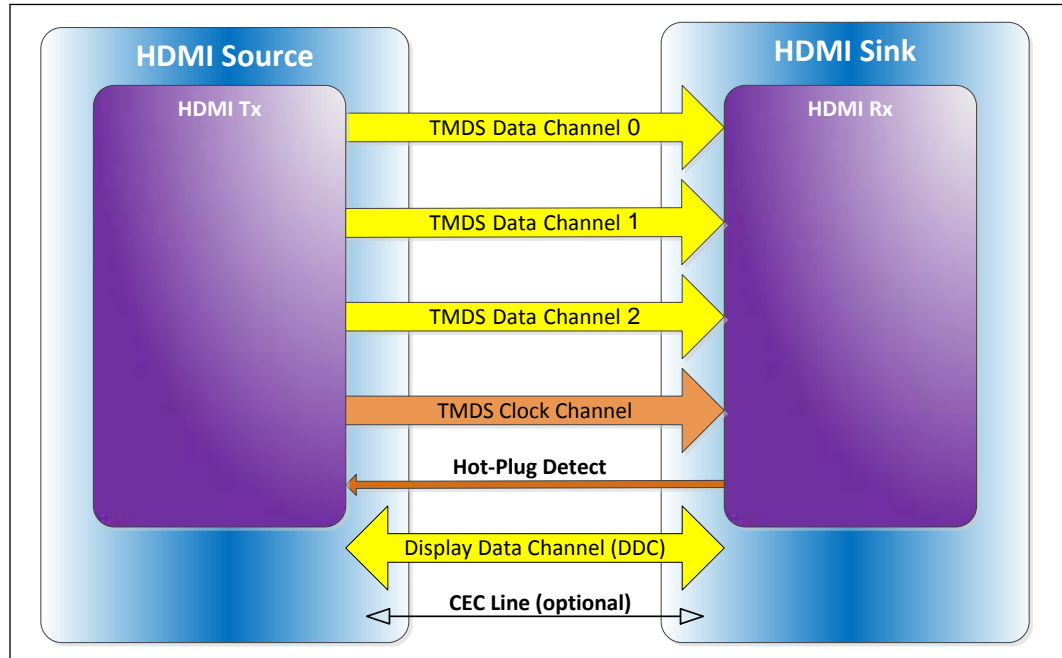 HDMI Source
HDMI Sink
HDMI Tx
HDMI Rx
TMDS Data Channel 0
TMDS Data Channel 1
TMDS Data Channel 2
TMDS Clock Channel
Hot-Plug Detect
Display Data Channel (DDC)
CEC Line (optional)